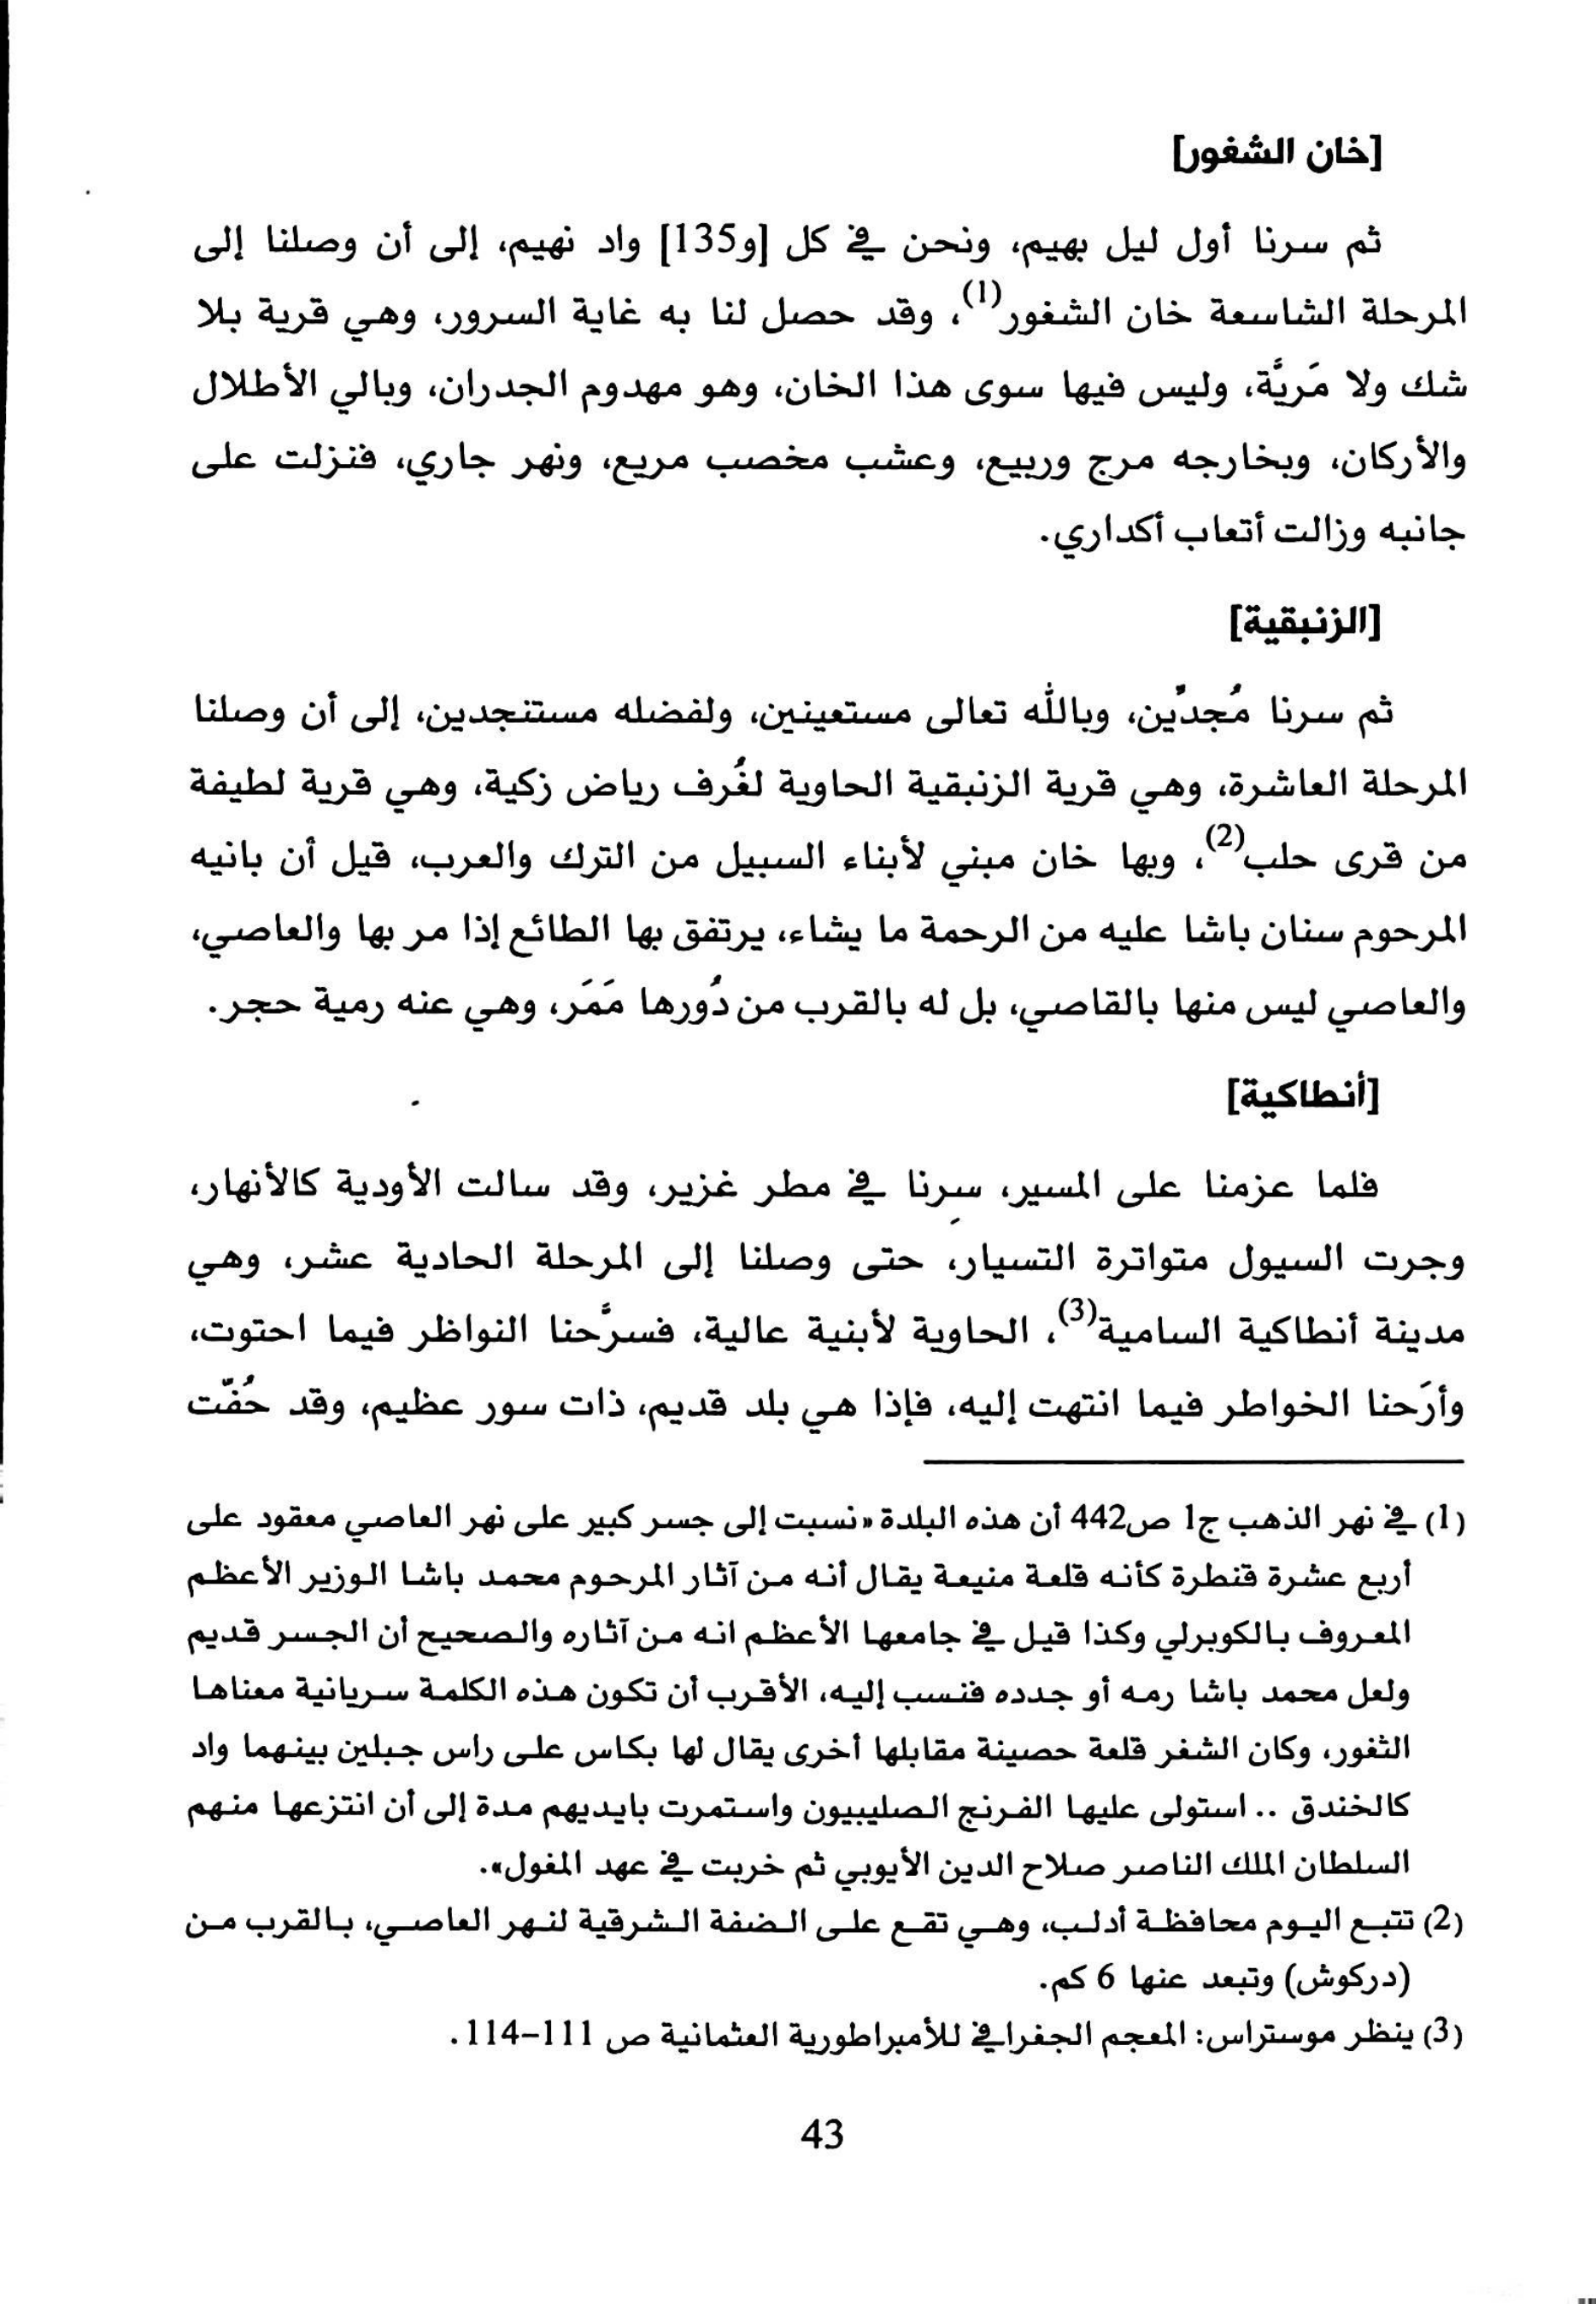 [خان الشغور]
ثم سرنا أول ليل بهيم، ونحن في كل [و135] واد نهيم، إلى أن وصلنا إلى
المرحلة الشاسعة خان الشغور(1)، وقد حصل لنا به غاية السرور، وهي قرية بلا
شك ولا مَريَّة، وليس فيها سوى هذا الخان، وهو مهدوم الجدران، وبالي الأطلال
والأركان، وبخارجه مرج وربيع، وعشب مخصب مريع، ونهر جاري، فنزلت على
جانبه وزالت أتعاب أكداري.
[الزنبقية]
ثم سرنا مُجدّين، وبالله تعالى مستعينين، ولفضله مستنجدين، إلى أن وصلنا
المرحلة العاشرة، وهي قرية الزنبقية الحاوية لغُرف رياض زكية، وهي قرية لطيفة
من قرى حلب(2)، وبها خان مبني لأبناء السبيل من الترك والعرب، قيل أن بانيه
المرحوم سنان باشا عليه من الرحمة ما يشاء، يرتفق بها الطائع إذا مر بها والعاصي،
والعاصي ليس منها بالقاصي، بل له بالقرب من دُورها مَمَر، وهي عنه رمية حجر.
[أنطاكية]
فلما عزمنا على المسير، سِرنا في مطر غزير، وقد سالت الأودية كالأنهار،
وجرت السيول متواترة التسيار، حتى وصلنا إلى المرحلة الحادية عشر، وهي
مدينة أنطاكية السامية(3)، الحاوية لأبنية عالية، فسرَّحنا النواظر فيما احتوت،
وأرَحنا الخواطر فيما انتهت إليه، فإذا هي بلد قديم، ذات سور عظيم، وقد حُفّت
(1) في نهر الذهب ج1 ص442 أن هذه البلدة «نسبت إلى جسر كبير على نهر العاصي معقود على
أربع عشرة قنطرة كأنه قلعة منيعة يقال أنه من آثار المرحوم محمد باشا الوزير الأعظم
المعروف بالكوبرلي وكذا قيل في جامعها الأعظم انه من آثاره والصحيح أن الجسر قديم
ولعل محمد باشا رمه أو جدده فنسب إليه، الأقرب أن تكون هذه الكلمة سريانية معناها
الثغور، وكان الشغر قلعة حصينة مقابلها أخرى يقال لها بكاس على راس جبلين بينهما واد
كالخندق .. استولى عليها الفرنج الصليبيون واستمرت بايديهم مدة إلى أن انتزعها منهم
السلطان الملك الناصر صلاح الدين الأيوبي ثم خربت في عهد المغول».
(2) تتبع اليوم محافظة أدلب، وهي تقع على الضفة الشرقية لنهر العاصي، بالقرب من
(دركوش) وتبعد عنها 6 كم.
(3) ينظر موستراس: المعجم الجغرافي للأمبراطورية العثمانية ص 111-114.
43